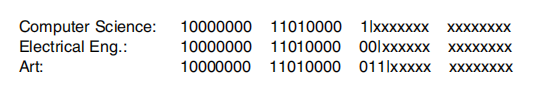 Computer Science: 10000000 11010000 1|xxxxxxx xxxxxxxx
Electrical Eng.: 10000000 11010000 00|xxxxxx xxxxxxxx
Art: 10000000 11010000 011|xxxxx xxxxxxxx